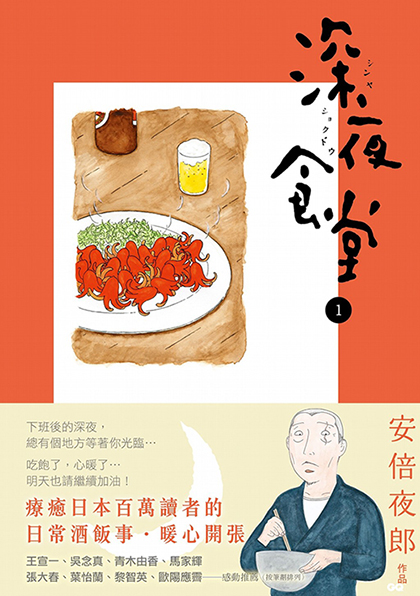 深夜
シンヤ
食堂
ショクドウ
1
下班後的深夜，
總有個地方等著你光臨…
吃飽了，心暖了…
明天也請繼續加油！
療癒日本百萬讀者的
日常酒飯事・暖心開張
王宣一、吳念真、青木由香、馬家輝
張大春、葉怡蘭、黎智英、歐陽應霽——感動推薦（按筆劃排列）
安倍夜郎
作品